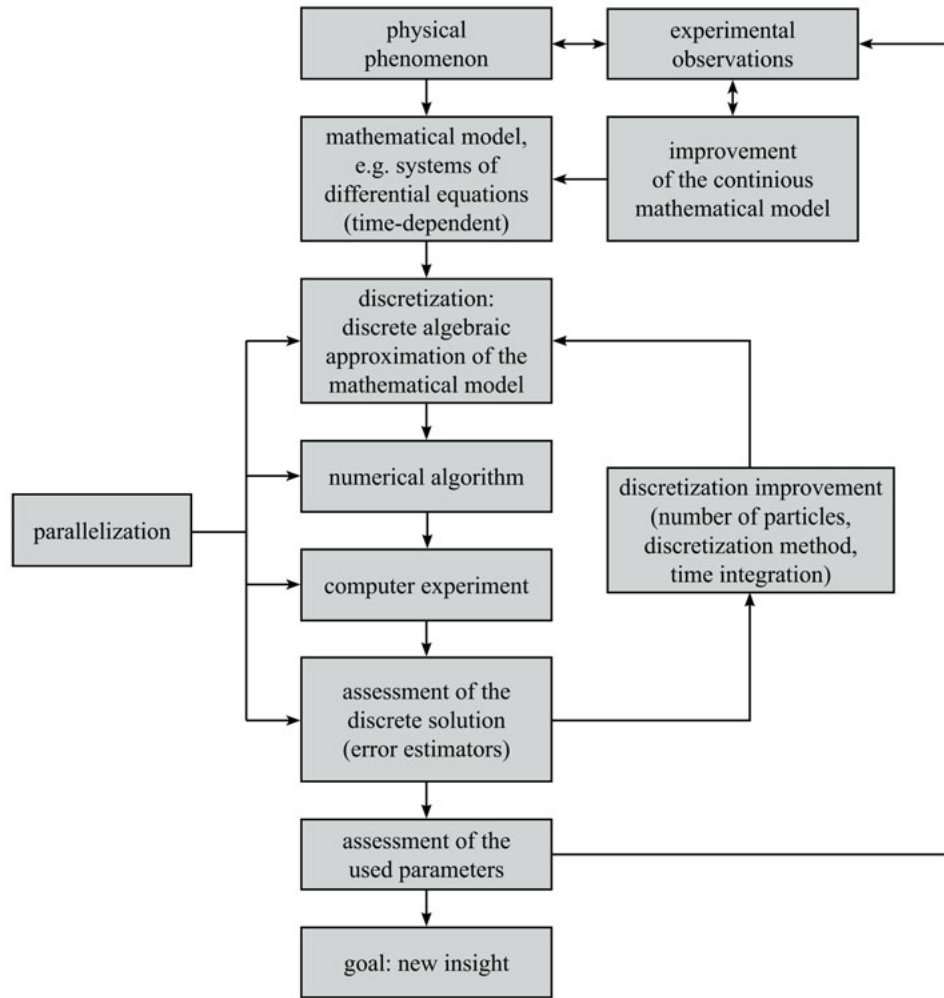 physical
phenomenon
experimental
observations
mathematical model,
e.g. systems of
differential equations
(time-dependent)
improvement
of the continious
mathematical model
discretization:
discrete algebraic
approximation of the
mathematical model
numerical algorithm
discretization improvement
(number of particles,
discretization method,
time integration)
parallelization
computer experiment
assessment of the
discrete solution
(error estimators)
assessment of the
used parameters
goal: new insight